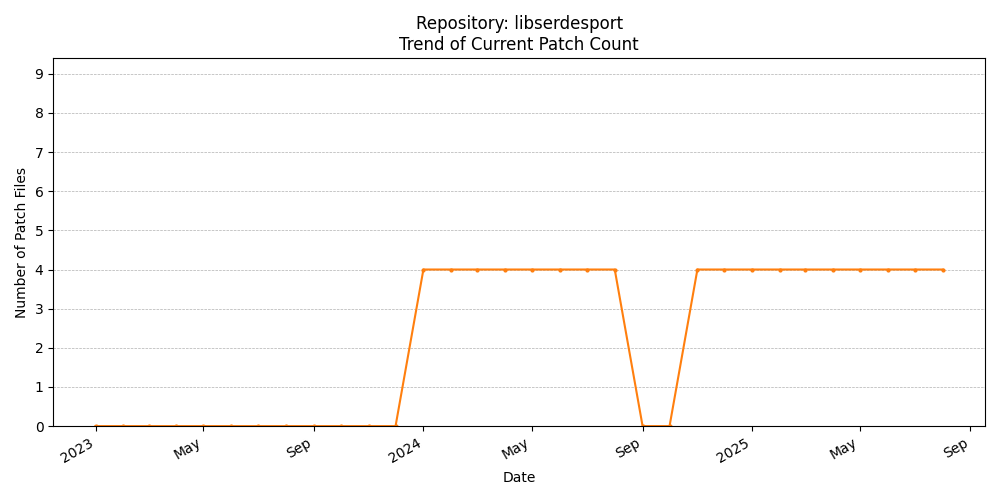 Repository: libserdesport
Trend of Current Patch Count
Number of Patch Files
9
8
7
6
5
4
3
2
1
0
2023
May
Sep
2024
May
Sep
2025
May
Sep
Date